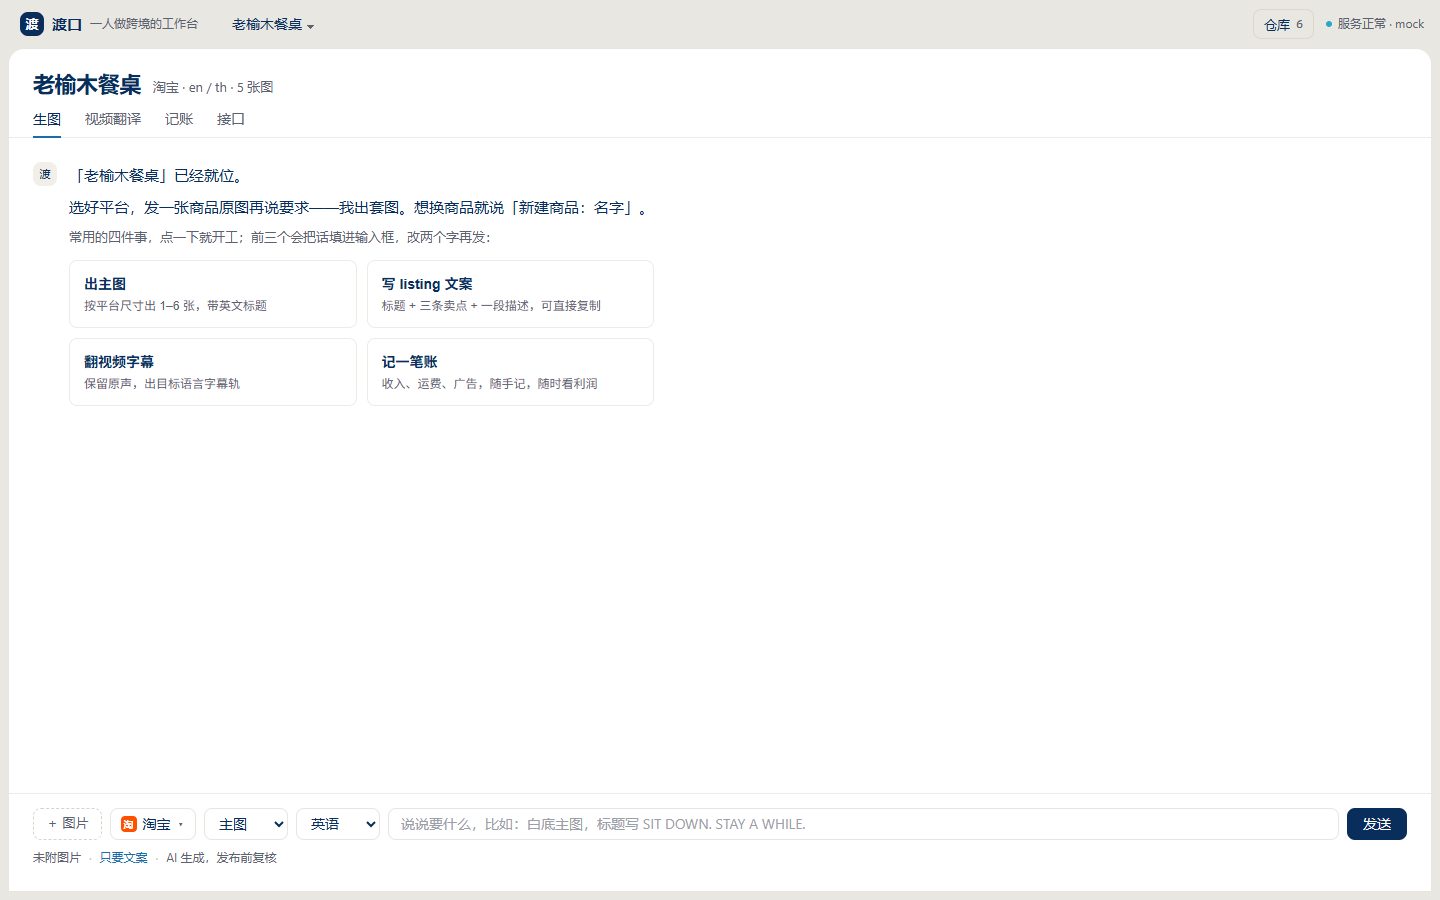 渡 渡口 一人做跨境的工作台 老榆木餐桌 仓库 6 服务正常 · mock
老榆木餐桌 淘宝 · en / th · 5 张图
生图 视频翻译 记账 接口
渡 「老榆木餐桌」已经就位。
选好平台，发一张商品原图再说要求——我出套图。想换商品就说「新建商品：名字」。
常用的四件事，点一下就开工；前三个会把话填进输入框，改两个字再发：
出主图
按平台尺寸出 1–6 张，带英文标题
写 listing 文案
标题 + 三条卖点 + 一段描述，可直接复制
翻视频字幕
保留原声，出目标语言字幕轨
记一笔账
收入、运费、广告，随手记，随时看利润
+ 图片 淘 淘宝 主图 英语 说说要什么，比如：白底主图，标题写 SIT DOWN. STAY A WHILE. 发送
未附图片 · 只要文案 · AI 生成，发布前复核